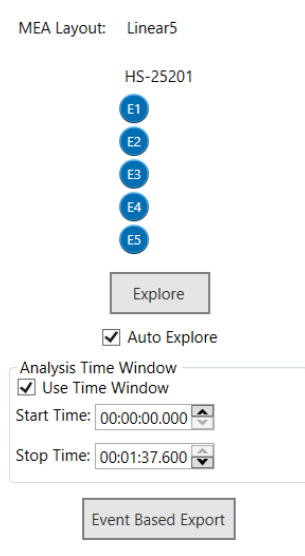 MEA Layout: Linear5
HS-25201
E1
E2
E3
E4
E5
Explore
Auto Explore
Analysis Time Window
Use Time Window
Start Time: 00:00:00.000
Stop Time: 00:01:37.600
Event Based Export